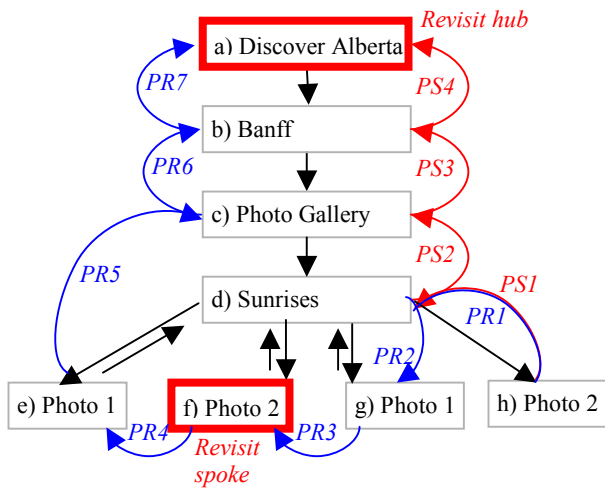 Revisit hub
a) Discover Alberta
PR7
PS4
b) Banff
PR6
PS3
c) Photo Gallery
PS2
PR5
PS1
d) Sunrises
PR1
PR2
e) Photo 1
f) Photo 2
g) Photo 1
h) Photo 2
PR4
PR3
Revisit
spoke